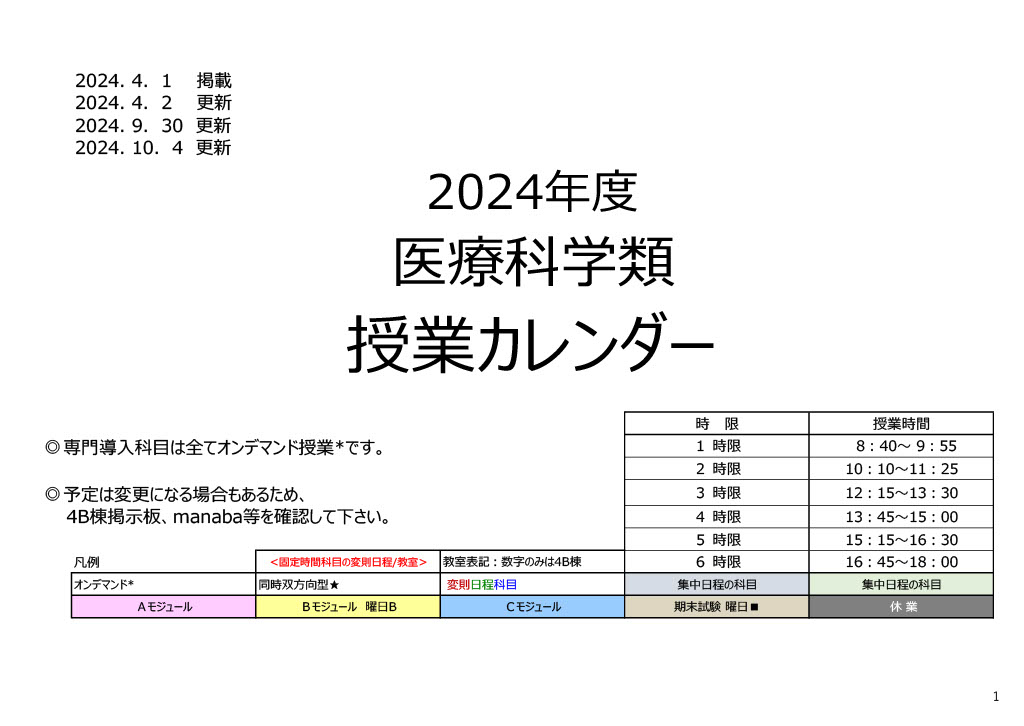 2024. 4. 1 掲載
2024. 4. 2 更新
2024. 9. 30 更新
2024. 10. 4 更新
2024年度
医療科学類
授業カレンダー
◎専門導入科目は全てオンデマンド授業*です。
◎予定は変更になる場合もあるため、
4B棟掲示板、manaba等を確認して下さい。
時 限 授業時間
1 時限 8：40～ 9：55
2 時限 10：10～11：25
3 時限 12：15～13：30
4 時限 13：45～15：00
5 時限 15：15～16：30
凡例 <固定時間科目の変則日程/教室> 教室表記：数字のみは4B棟 6 時限 16：45～18：00
オンデマンド* 同時双方向型★ 変則日程科目 集中日程の科目 集中日程の科目
Aモジュール Bモジュール 曜日B Cモジュール 期末試験 曜日■ 休 業
1